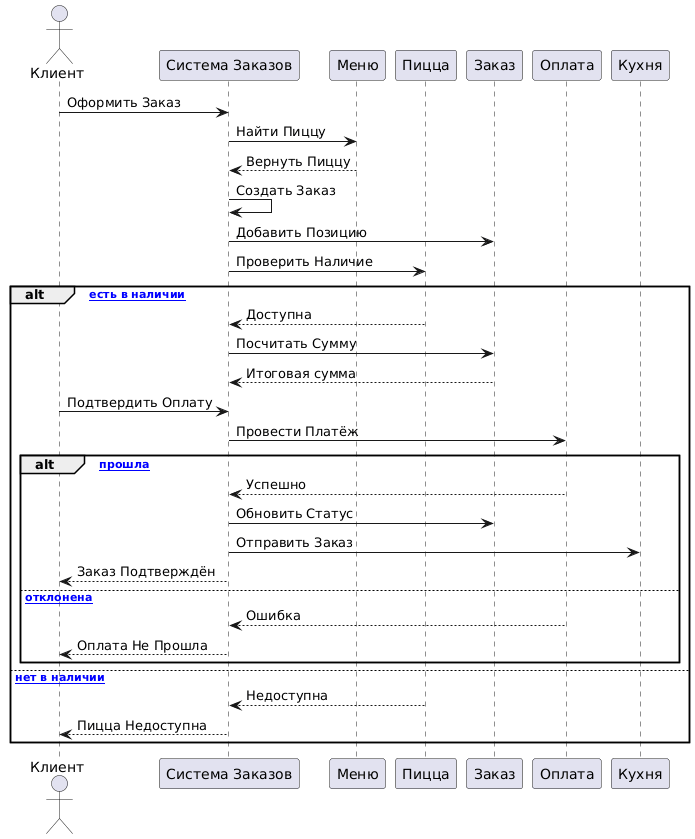 Клиент
Система Заказов
Меню
Пицца
Заказ
Оплата
Кухня
Оформить Заказ
Найти Пиццу
Вернуть Пиццу
Создать Заказ
Добавить Позицию
Проверить Наличие
alt
есть в наличии
Доступна
Посчитать Сумму
Итоговая сумма
Подтвердить Оплату
Провести Платёж
alt
прошла
Успешно
Обновить Статус
Отправить Заказ
Заказ Подтверждён
отклонена
Ошибка
Оплата Не Прошла
нет в наличии
Недоступна
Пицца Недоступна
Клиент
Система Заказов
Меню
Пицца
Заказ
Оплата
Кухня